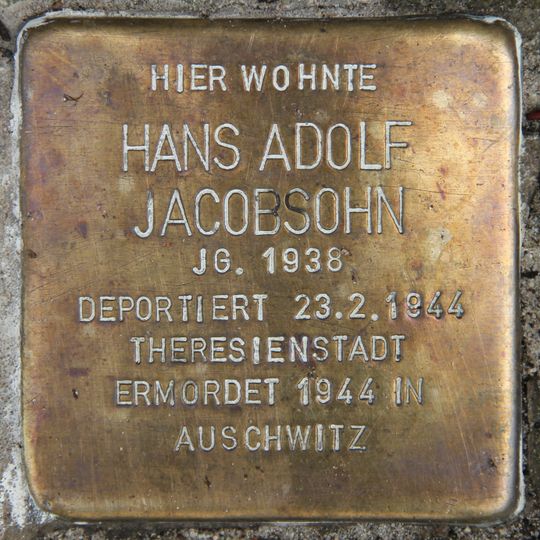 HIER WOHNTE
HANS ADOLF
JACOBSOHN
JG. 1938
DEPORTIERT 23.2.1944
THERESIENSTADT
ERMORDET 1944 IN
AUSCHWITZ